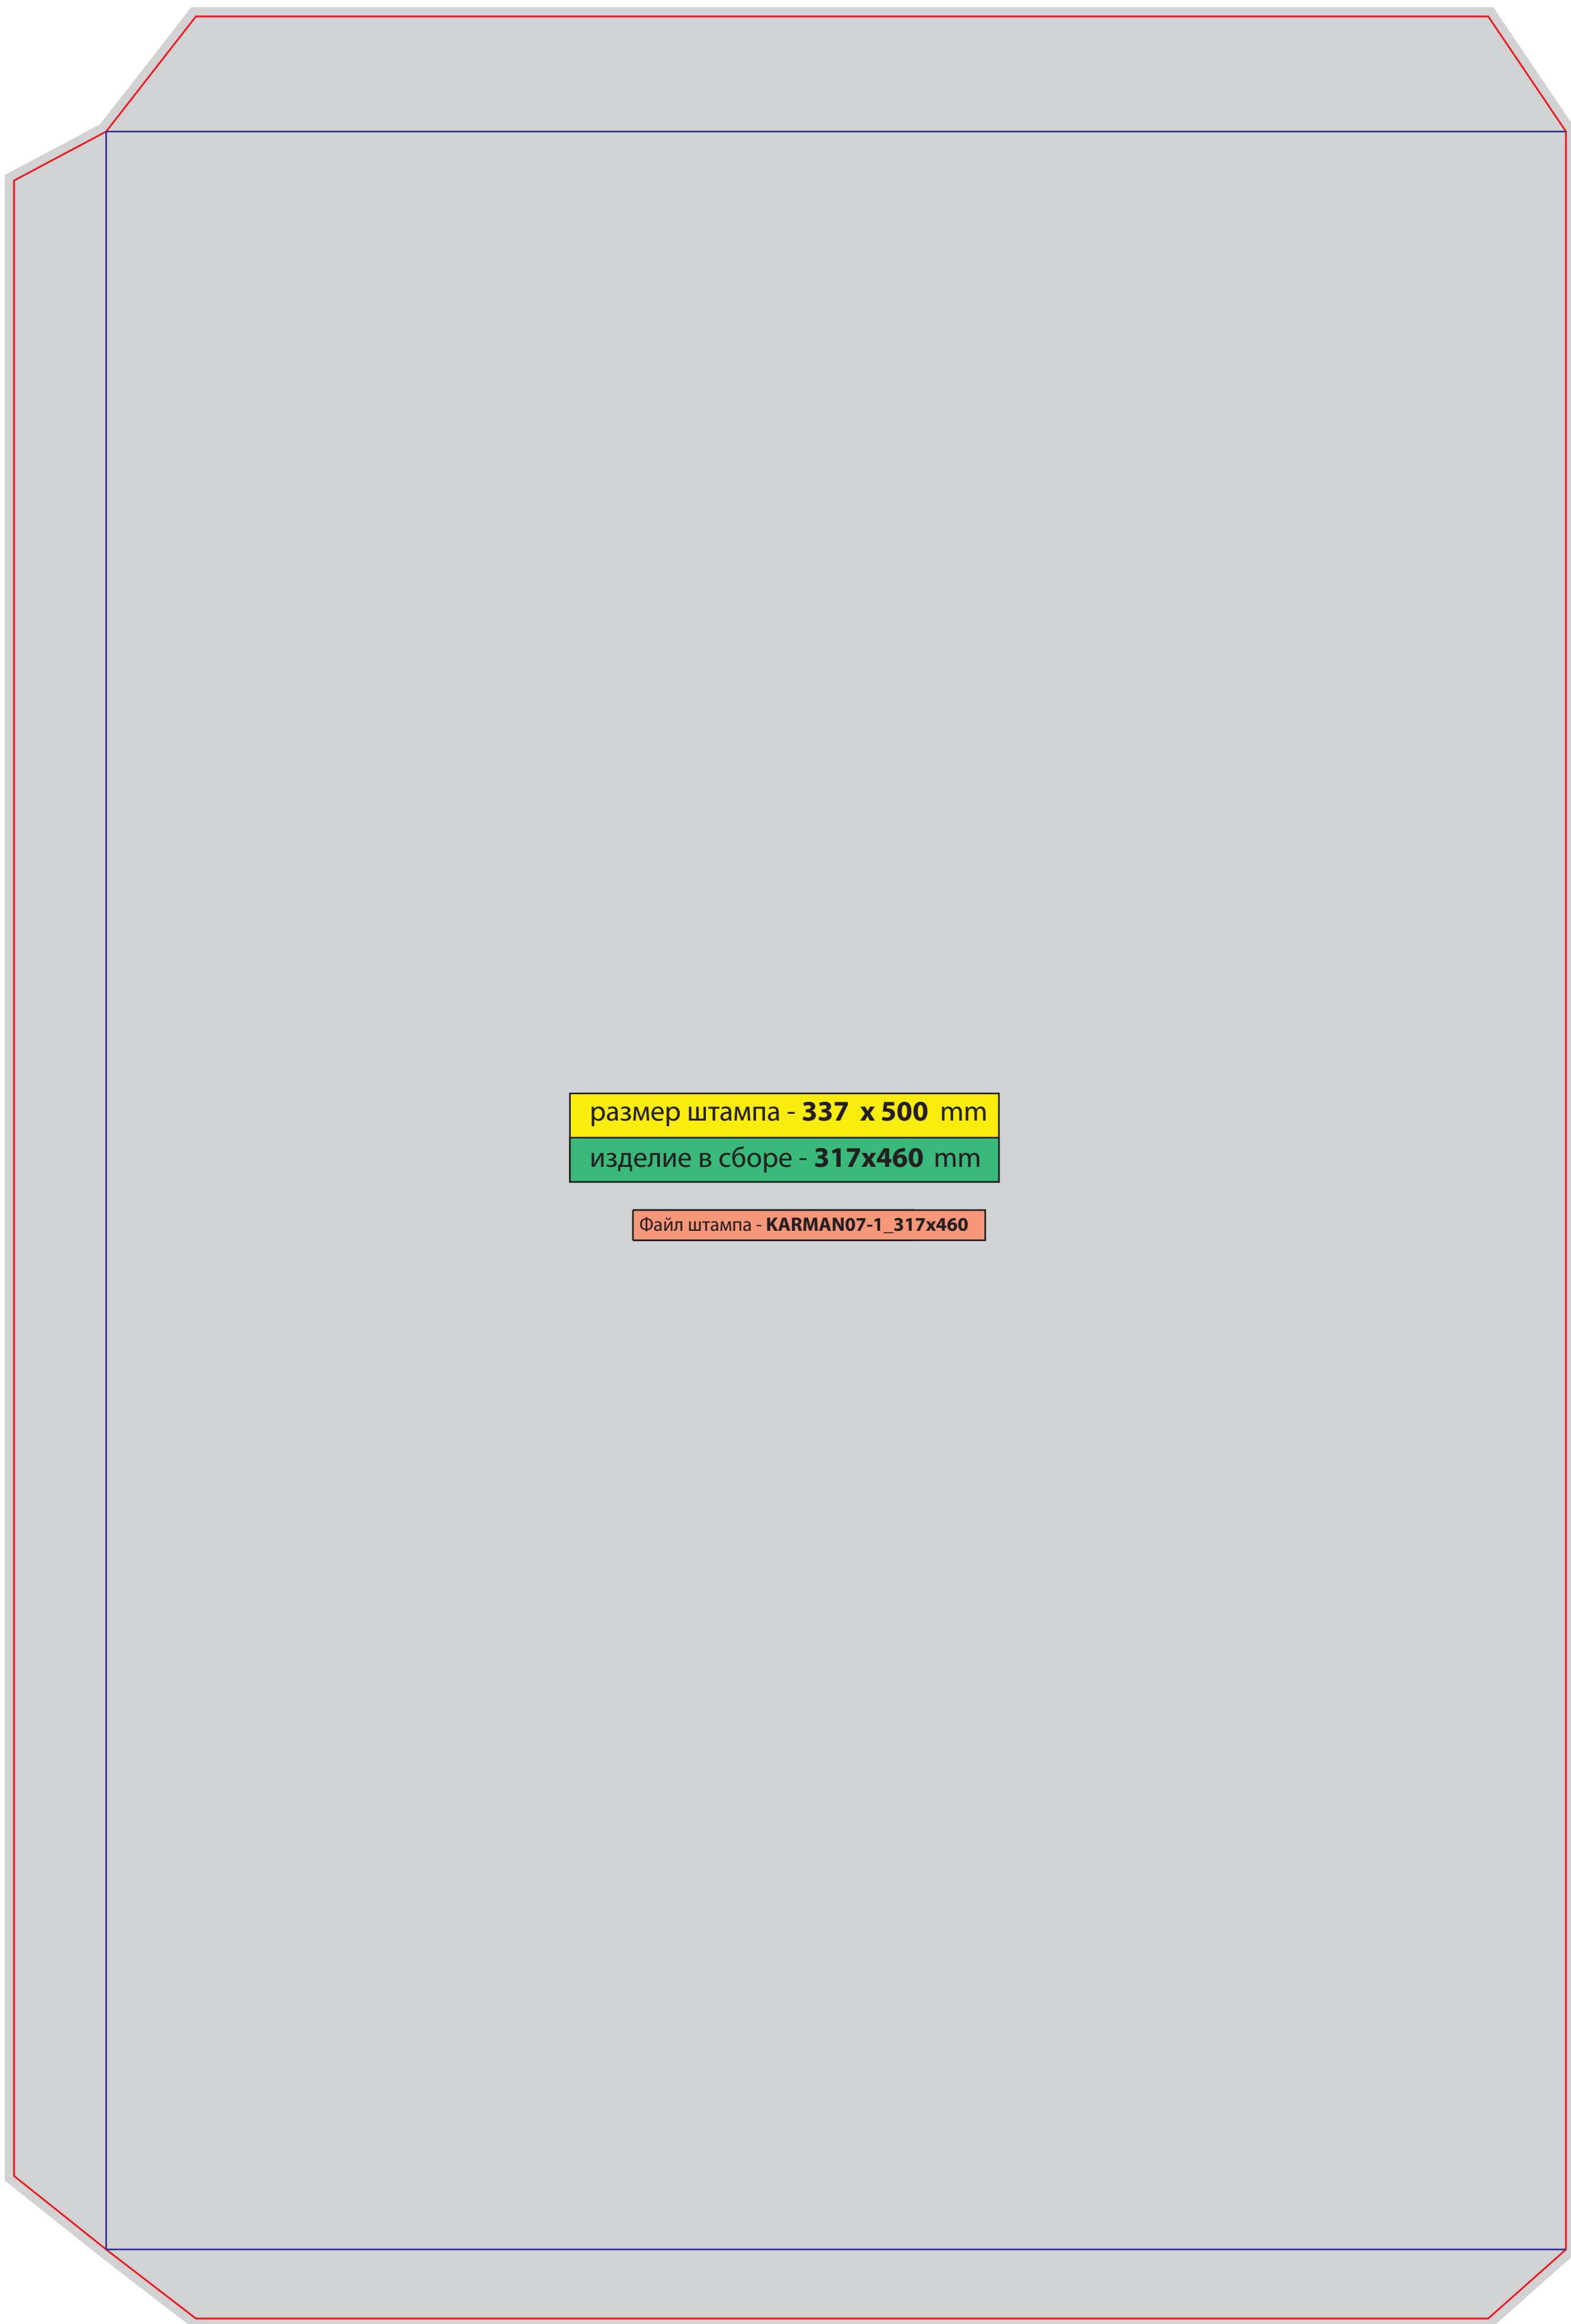 размер штампа - 337 x 500 mm
изделие в сборе - 317x460 mm
Файл штампа - KARMAN07-1_317x460